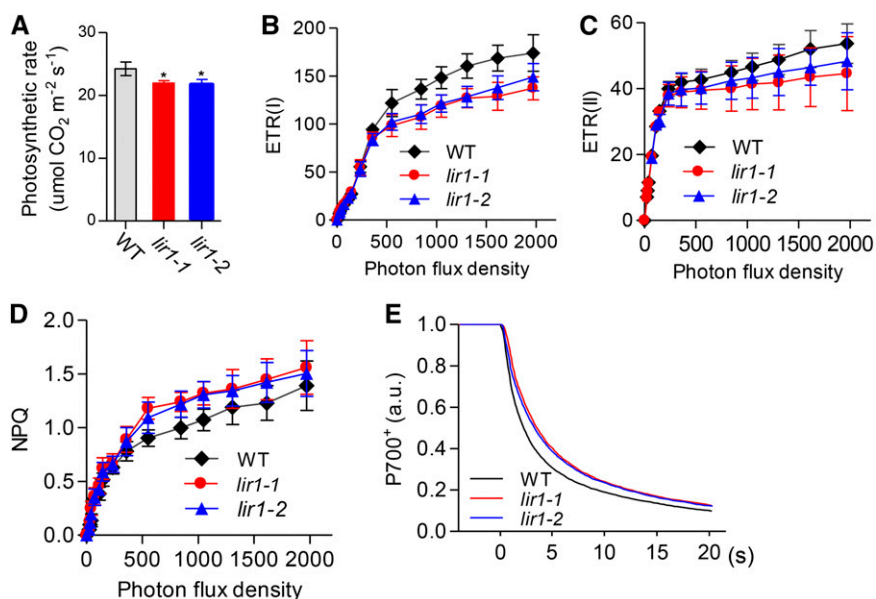 A
Photosynthetic rate
(umol CO₂ m⁻² s⁻¹)
40
30
20
10
0
* *
WT
lir1-1
lir1-2
B
ETR(I)
200
150
100
50
0
WT
lir1-1
lir1-2
0 500 1000 1500 2000
Photon flux density
C
ETR(II)
60
40
20
0
WT
lir1-1
lir1-2
0 500 1000 1500 2000
Photon flux density
D
NPQ
2.0
1.5
1.0
0.5
0.0
WT
lir1-1
lir1-2
0 500 1000 1500 2000
Photon flux density
E
P700⁺ (a.u.)
1.0
0.8
0.6
0.4
0.2
0.0
WT
lir1-1
lir1-2
0 5 10 15 20 (s)